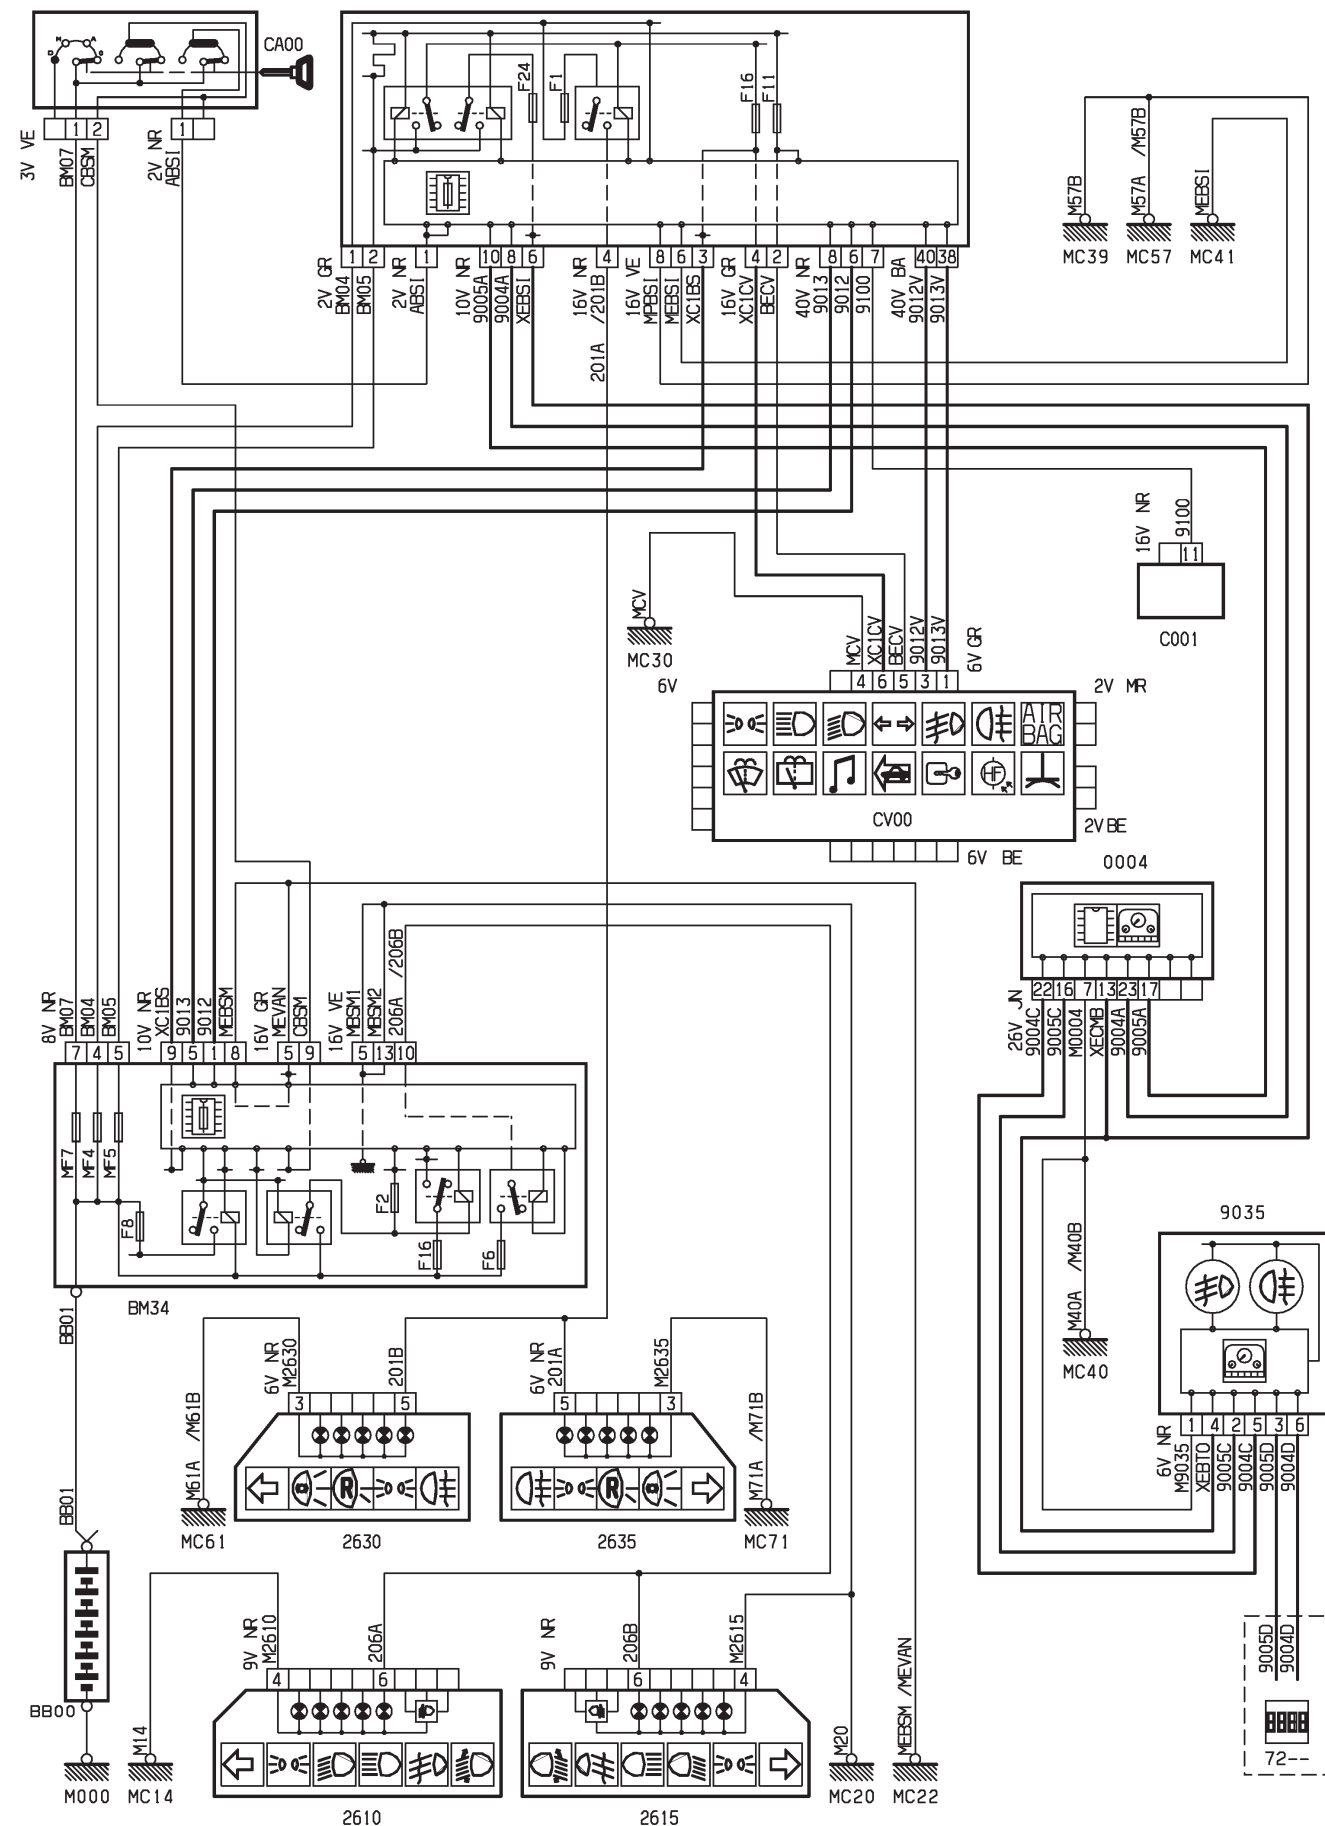 CA00
D
M
A
1
2
1
3V VE
BM07
CBSM
2V NR
ABSI
F24
F1
F16
F11
1
2
1
10
8
6
4
8
6
3
4
2
8
6
7
40
38
2V GR
BM04
BM05
2V NR
ABSI
10V NR
9005A
9004A
XEBSI
16V NR
201A /201B
16V VE
MPBSI
MEBSI
XC1BS
16V GR
XC1CV
BECV
40V NR
9013
9012
9100
40V BA
9012V
9013V
M57B
M57A /M57B
MEBSI
MC39
MC57
MC41
16V NR
9100
11
C001
MCV
MC30
MCV
XC1CV
BECV
9012V
9013V
6V GR
4
6
5
3
1
6V
2V MR
AIR
BAG
HF
CV00
2V BE
6V BE
0004
22
16
7
13
23
17
26V JN
9004C
9005C
M0004
XECMB
9004A
9005A
8V NR
BM07
BM04
BM05
10V NR
XC1BS
9013
9012
MEBSM
16V GR
MEVAN
CBSM
16V VE
MBSM1
MBSM2
206A /206B
7
4
5
9
5
1
8
5
9
5
13
10
MF7
MF4
MF5
F8
F2
F16
F6
BM34
BB01
M40A /M40B
MC40
9035
1
4
2
5
3
6
6V NR
M9035
XEBTO
9005C
9004C
9005D
9004D
6V NR
M2630
201B
6V NR
201A
M2635
3
5
5
3
M61A /M61B
M71A /M71B
R
R
MC61
2630
2635
MC71
BB01
BB00
M000
M14
MC14
9V NR
M2610
206A
9V NR
206B
M2615
4
6
6
4
2610
2615
M20
MC20
MEBSM /MEVAN
MC22
9005D
9004D
8888
72--